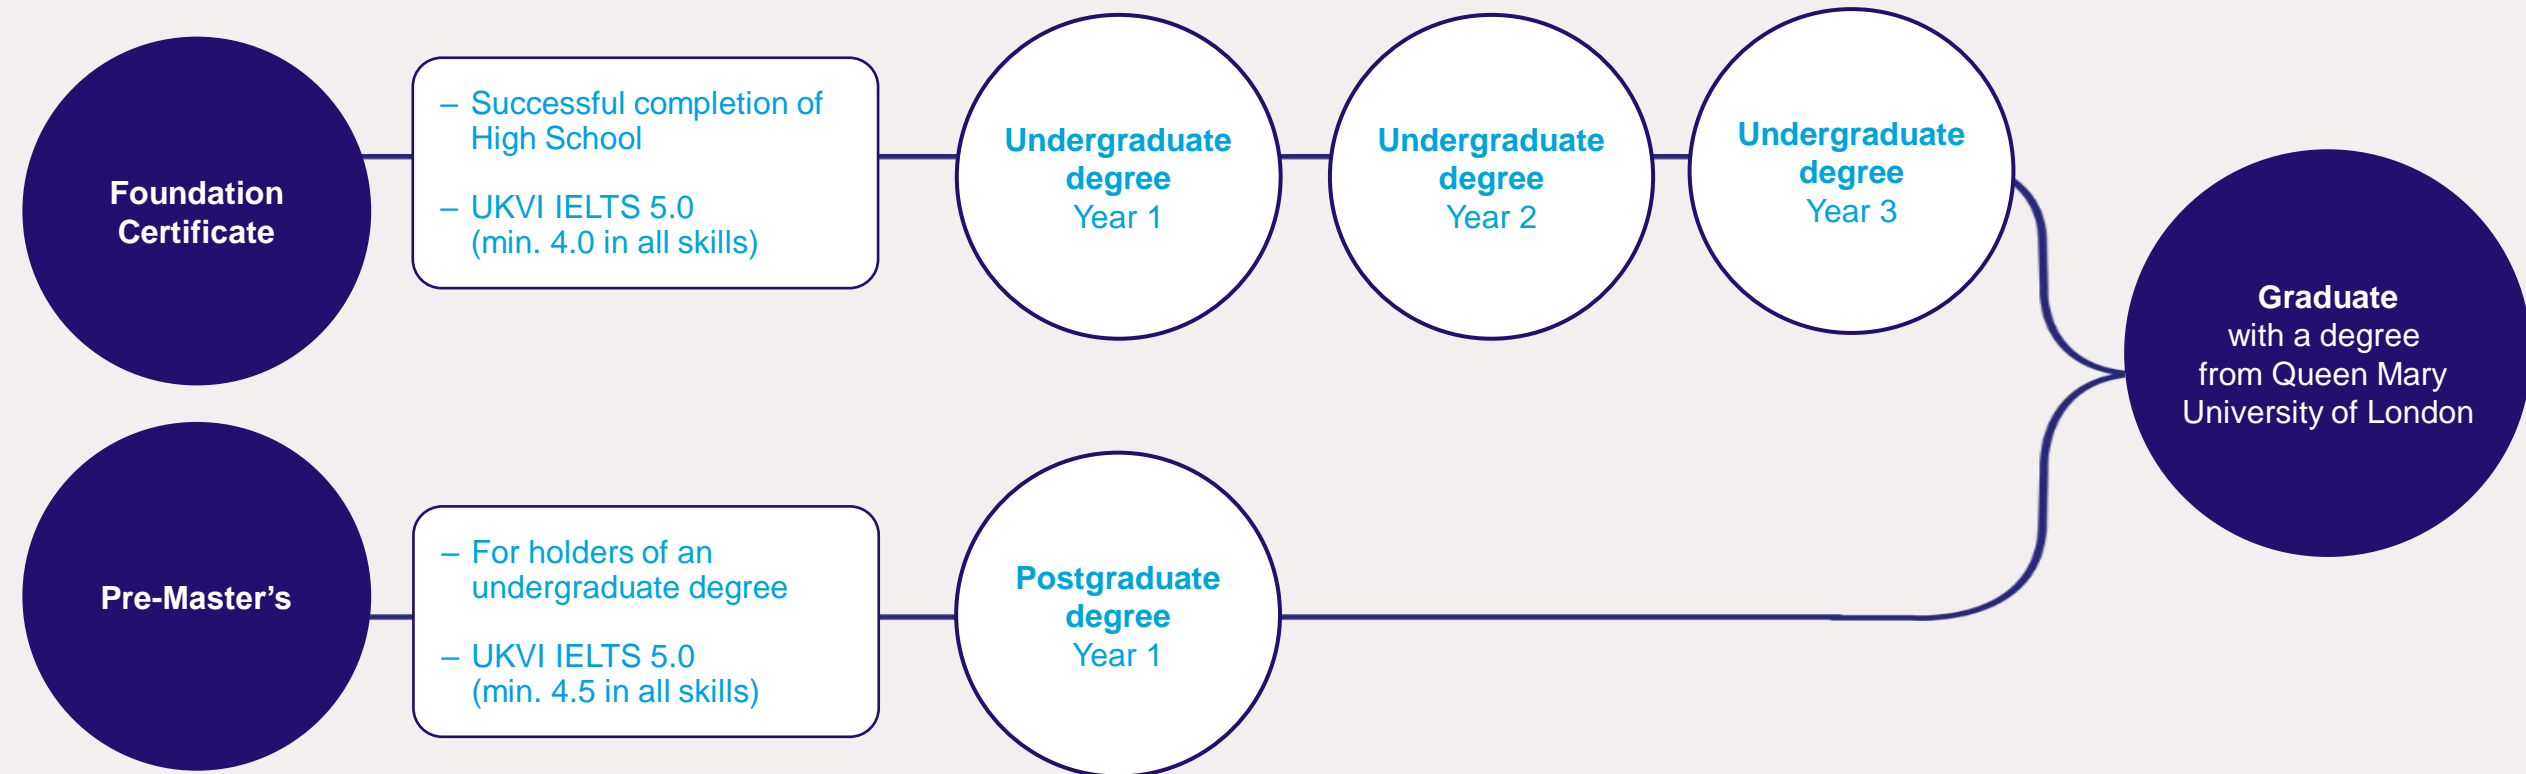 Foundation
Certificate
– Successful completion of
High School
– UKVI IELTS 5.0
(min. 4.0 in all skills)
Undergraduate
degree
Year 1
Undergraduate
degree
Year 2
Undergraduate
degree
Year 3
Graduate
with a degree
from Queen Mary
University of London
Pre-Master’s
– For holders of an
undergraduate degree
– UKVI IELTS 5.0
(min. 4.5 in all skills)
Postgraduate
degree
Year 1